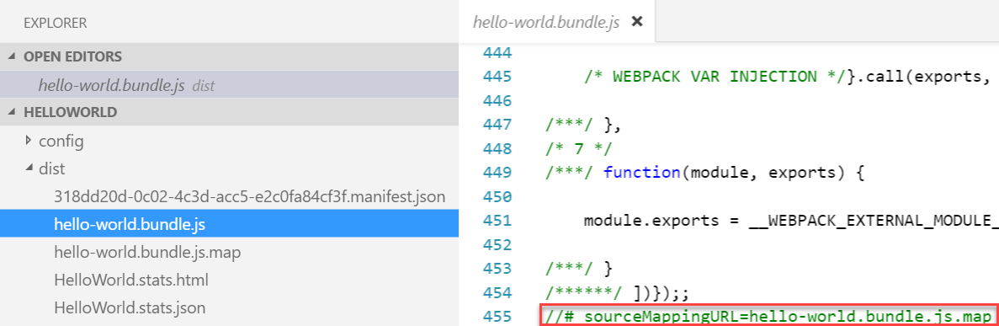 EXPLORER
OPEN EDITORS
hello-world.bundle.js dist
HELLOWORLD
config
dist
318dd20d-0c02-4c3d-acc5-e2c0fa84cf3f.manifest.json
hello-world.bundle.js
hello-world.bundle.js.map
HelloWorld.stats.html
HelloWorld.stats.json
hello-world.bundle.js ×
444
445 /* WEBPACK VAR INJECTION */}.call(exports,
446
447 /***/ },
448 /* 7 */
449 /***/ function(module, exports) {
450
451 module.exports = __WEBPACK_EXTERNAL_MODULE_
452
453 /***/ }
454 /******/ ])});;
455 //# sourceMappingURL=hello-world.bundle.js.map